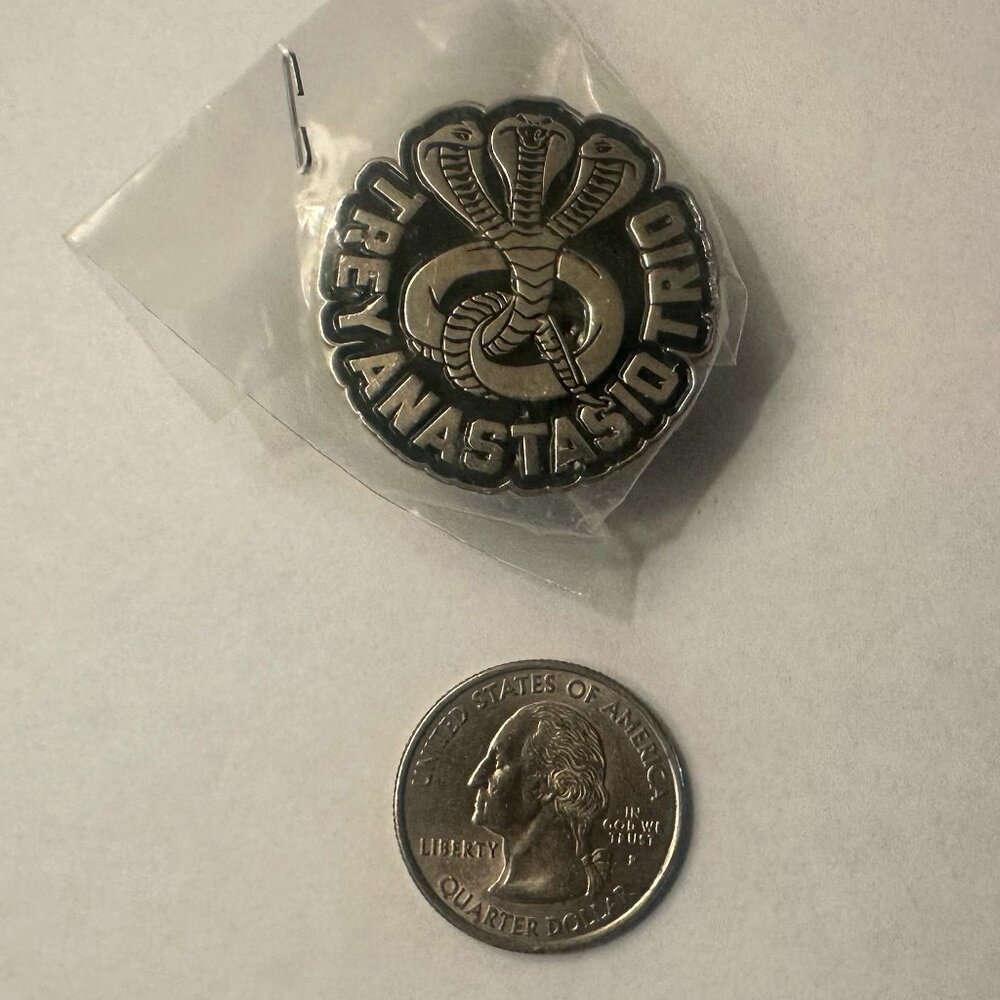 TREY ANASTASIO TRIO
UNITED STATES OF AMERICA
LIBERTY
IN
GOD WE
TRUST
P
QUARTER DOLLAR